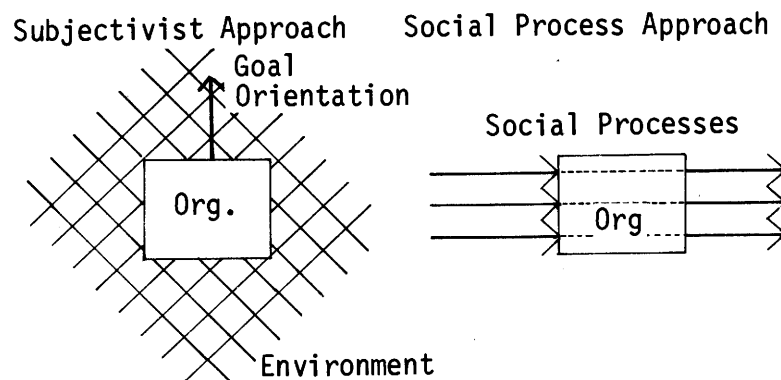 Subjectivist Approach
Goal
Orientation
Org.
Environment
Social Process Approach
Social Processes
Org